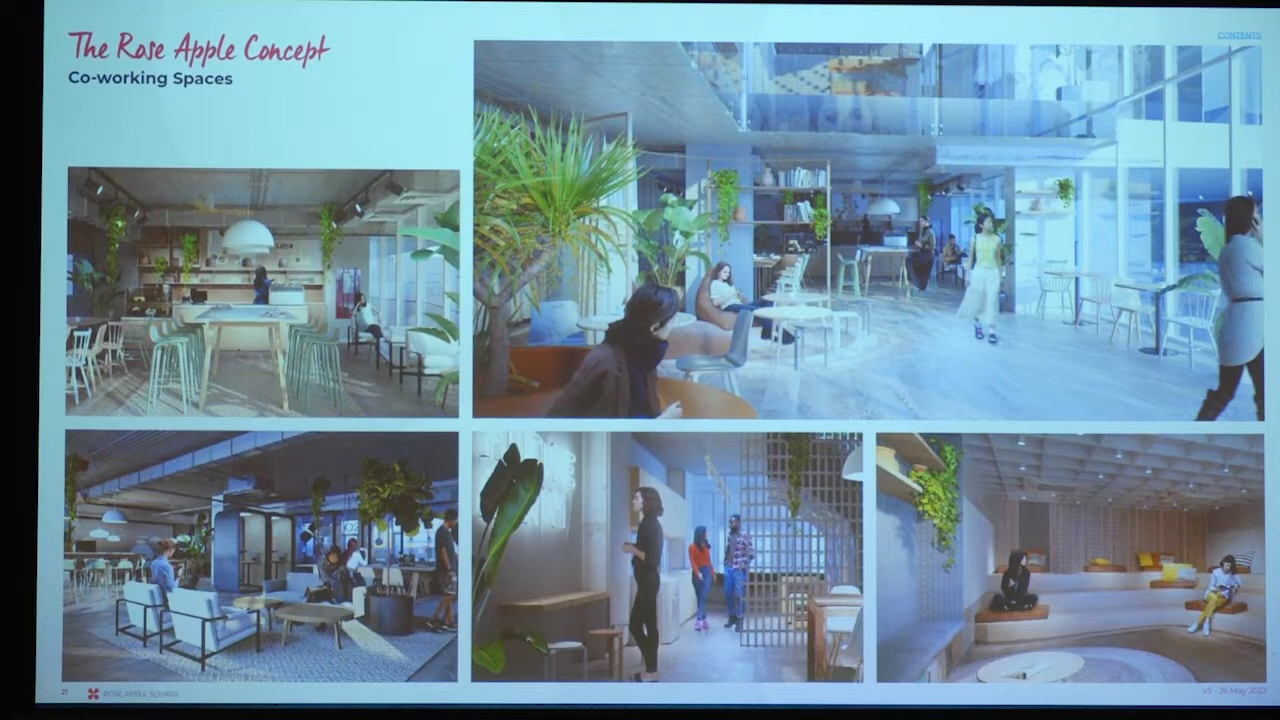 The Rose Apple Concept
Co-working Spaces
CONTENTS
21
ROSE APPLE SQUARE
v5 - 26 May 2022